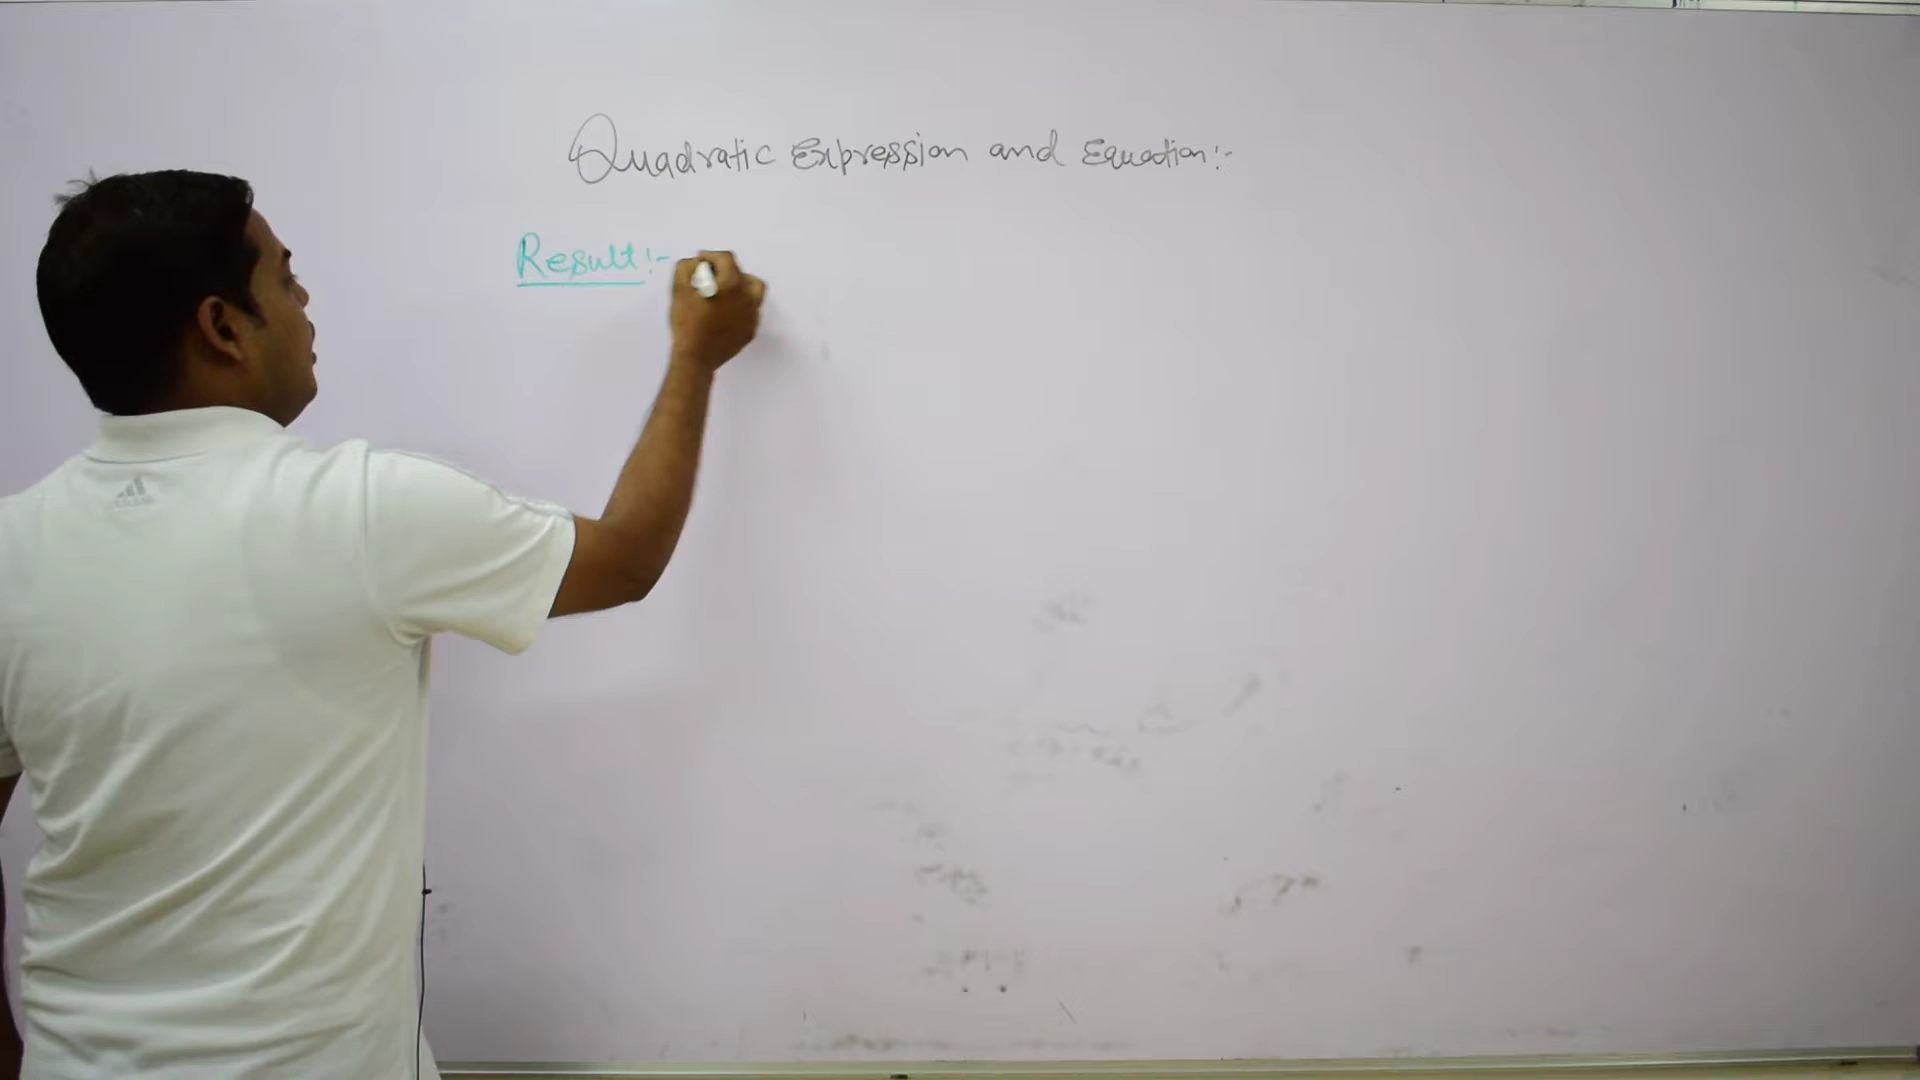 Quadratic Expression and Equation:-
Result:-